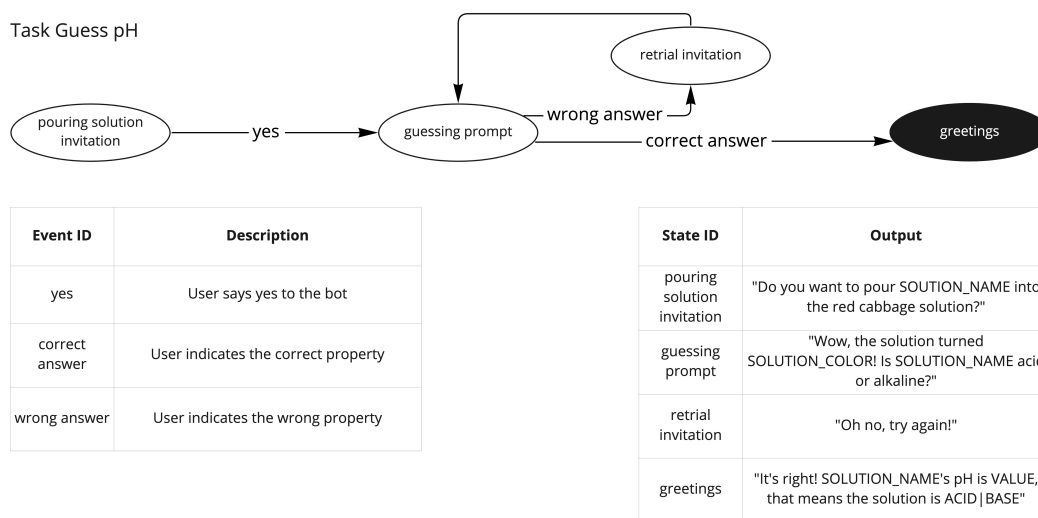 Task Guess pH
retrial invitation
pouring solution
invitation
yes
guessing prompt
wrong answer
correct answer
greetings
Event ID
Description
yes
User says yes to the bot
correct
answer
User indicates the correct property
wrong answer
User indicates the wrong property
State ID
Output
pouring
solution
invitation
"Do you want to pour SOUTION_NAME into
the red cabbage solution?"
guessing
prompt
"Wow, the solution turned
SOLUTION_COLOR! Is SOLUTION_NAME aci
or alkaline?"
retrial
invitation
"Oh no, try again!"
greetings
"It's right! SOLUTION_NAME's pH is VALUE,
that means the solution is ACID|BASE"